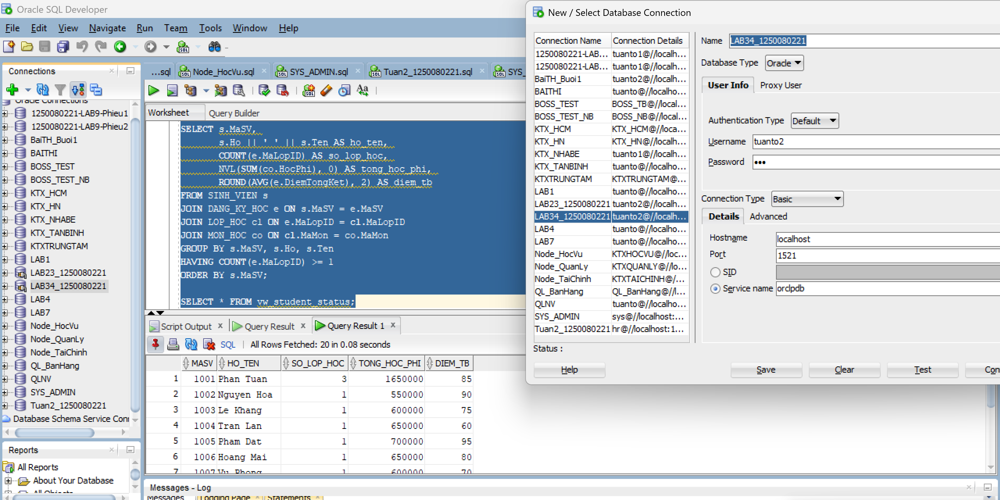 Oracle SQL Developer
File Edit View Navigate Run Team Tools Window Help
Connections
Oracle Connections
1250080221-LAB9-Phieu1
1250080221-LAB9-Phieu2
BaiTH_Buoi1
BAITHI
BOSS_TEST
BOSS_TEST_NB
KTX_HCM
KTX_HN
KTX_NHABE
KTX_TANBINH
KTXTRUNGTAM
LAB1
LAB23_1250080221
LAB34_1250080221
LAB4
LAB7
Node_HocVu
Node_QuanLy
Node_TaiChinh
QL_BanHang
QLNV
SYS_ADMIN
Tuan2_1250080221
Database Schema Service Conn
Reports
All Reports
About Your Database
All Objects
...sql Node_HocVu.sql SYS_ADMIN.sql Tuan2_1250080221.sql SYS_
Worksheet Query Builder
SELECT s.MaSV,
s.Ho || ' ' || s.Ten AS ho_ten,
COUNT(e.MaLopID) AS so_lop_hoc,
NVL(SUM(co.HocPhi), 0) AS tong_hoc_phi,
ROUND(AVG(e.DiemTongKet), 2) AS diem_tb
FROM SINH_VIEN s
JOIN DANG_KY_HOC e ON s.MaSV = e.MaSV
JOIN LOP_HOC cl ON e.MaLopID = cl.MaLopID
JOIN MON_HOC co ON cl.MaMon = co.MaMon
GROUP BY s.MaSV, s.Ho, s.Ten
HAVING COUNT(e.MaLopID) >= 1
ORDER BY s.MaSV;
SELECT * FROM vw_student_status;
Script Output x Query Result x Query Result 1 x
SQL | All Rows Fetched: 20 in 0.08 seconds
MASV HO_TEN SO_LOP_HOC TONG_HOC_PHI DIEM_TB
1 1001 Phan Tuan 3 1650000 85
2 1002 Nguyen Hoa 1 550000 90
3 1003 Le Khang 1 600000 75
4 1004 Tran Lan 1 650000 60
5 1005 Pham Dat 1 700000 95
6 1006 Hoang Mai 1 650000 80
7 1007 Vu Phong 1 600000 70
Messages - Log
Messages Logging Page Statements
New / Select Database Connection
Connection Name Connection Details
1250080221-LAB... tuanto1@//localh...
1250080221-LAB... tuanto1@//localh...
BaiTH_Buoi1 tuanto2@//localh...
BAITHI tuanto@//localho...
BOSS_TEST BOSS_TB@//local...
BOSS_TEST_NB BOSS_NB@//local...
KTX_HCM KTX_HCM@//loca...
KTX_HN KTX_HN@//localh...
KTX_NHABE tuanto1@//localh...
KTX_TANBINH tuanto@//localho...
KTXTRUNGTAM KTXTRUNGTAM@...
LAB1 tuanto@//localho...
LAB23_1250080221 tuanto2@//localh...
LAB34_1250080221 tuanto2@//localh...
LAB4 tuanto@//localho...
LAB7 tuanto@//localho...
Node_HocVu KTXHOCVU@//loc...
Node_QuanLy KTXQUANLY@//lo...
Node_TaiChinh KTXTAICHINH@/...
QL_BanHang QL_BanHang@//l...
QLNV tuanto@//localho...
SYS_ADMIN sys@//localhost:...
Tuan2_1250080221 hr@//localhost:1...
Status :
Name LAB34_1250080221
Database Type Oracle
User Info Proxy User
Authentication Type Default
Username tuanto2
Password •••
Connection Type Basic
Details Advanced
Hostname localhost
Port 1521
SID
Service name orclpdb
Help Save Clear Test Con